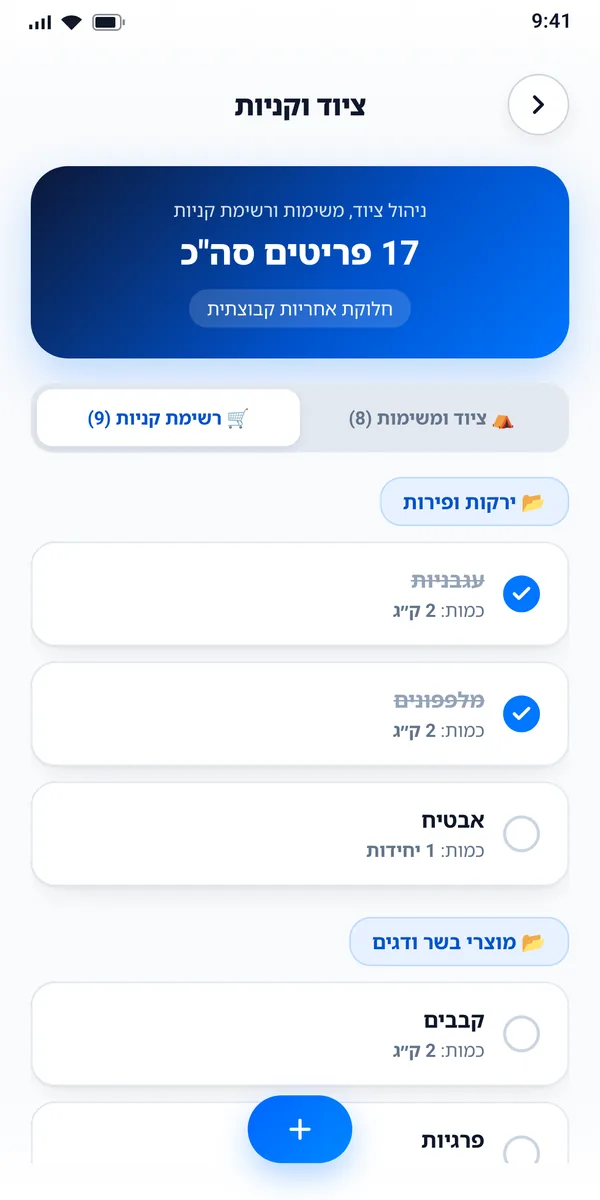 9:41
ציוד וקניות
ניהול ציוד, משימות ורשימת קניות
17 פריטים סה"כ
חלוקת אחריות קבוצתית
⛺ ציוד ומשימות (8)
🛒 רשימת קניות (9)
📂 ירקות ופירות
עגבניות
כמות: 2 ק״ג
מלפפונים
כמות: 2 ק״ג
אבטיח
כמות: 1 יחידות
📂 מוצרי בשר ודגים
קבבים
כמות: 2 ק״ג
פרגיות
+